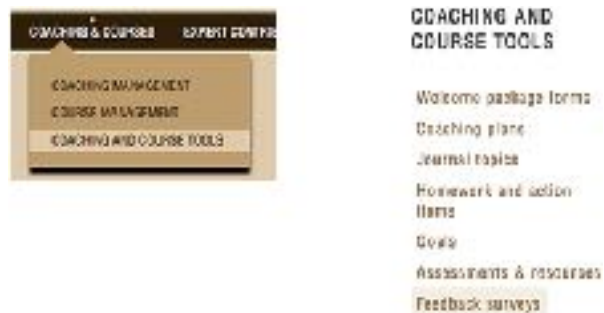 COACHING & COURSES EXPERT
COACHING MANAGEMENT
COURSE MANAGEMENT
COACHING AND COURSE TOOLS
COACHING AND
COURSE TOOLS
Welcome package forms
Coaching plans
Journal topics
Homework and action
items
Goals
Assessments & resources
Feedback surveys